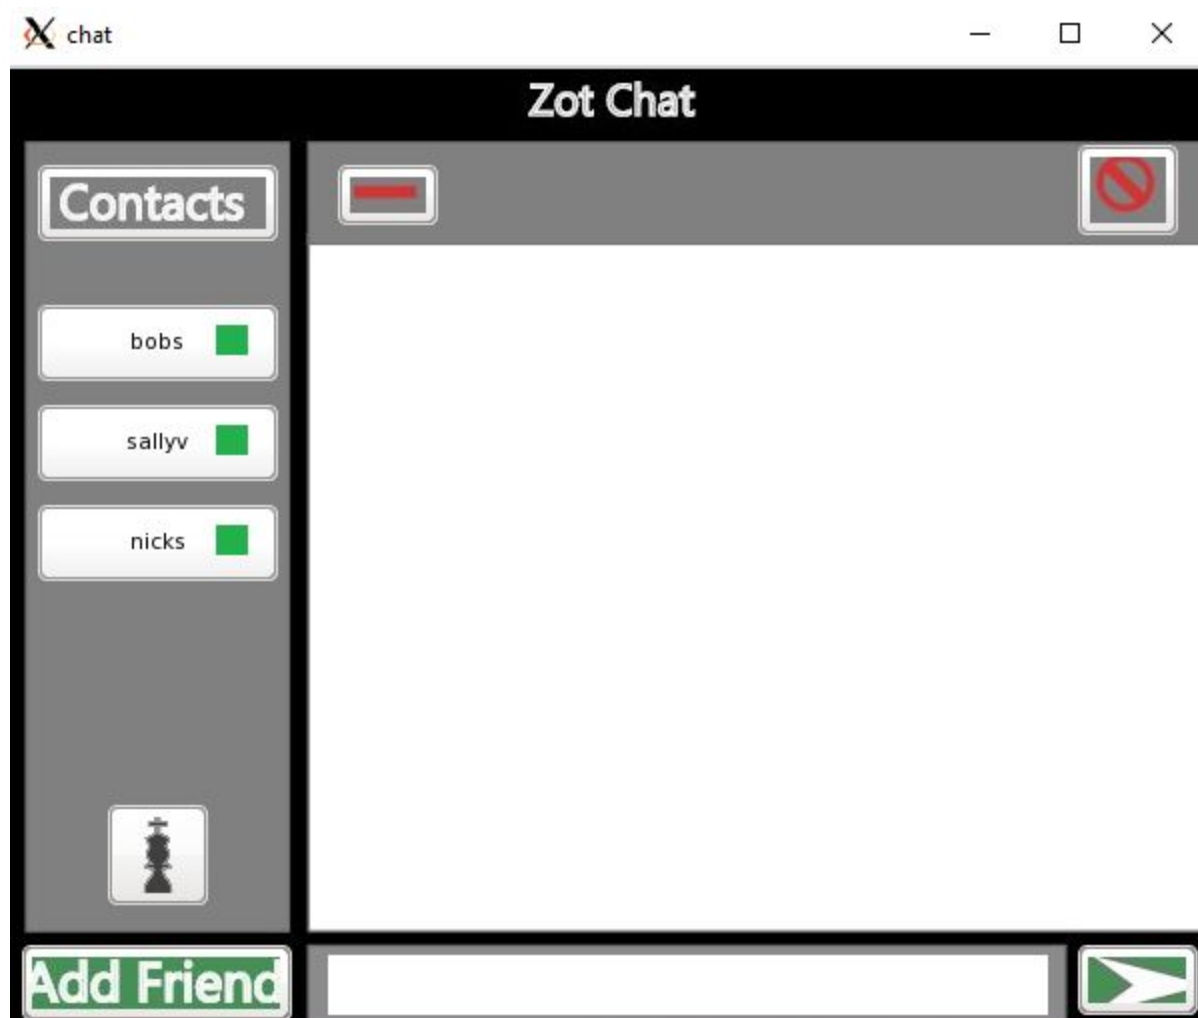 chat
Zot Chat
Contacts
bobs
sallyv
nicks
Add Friend